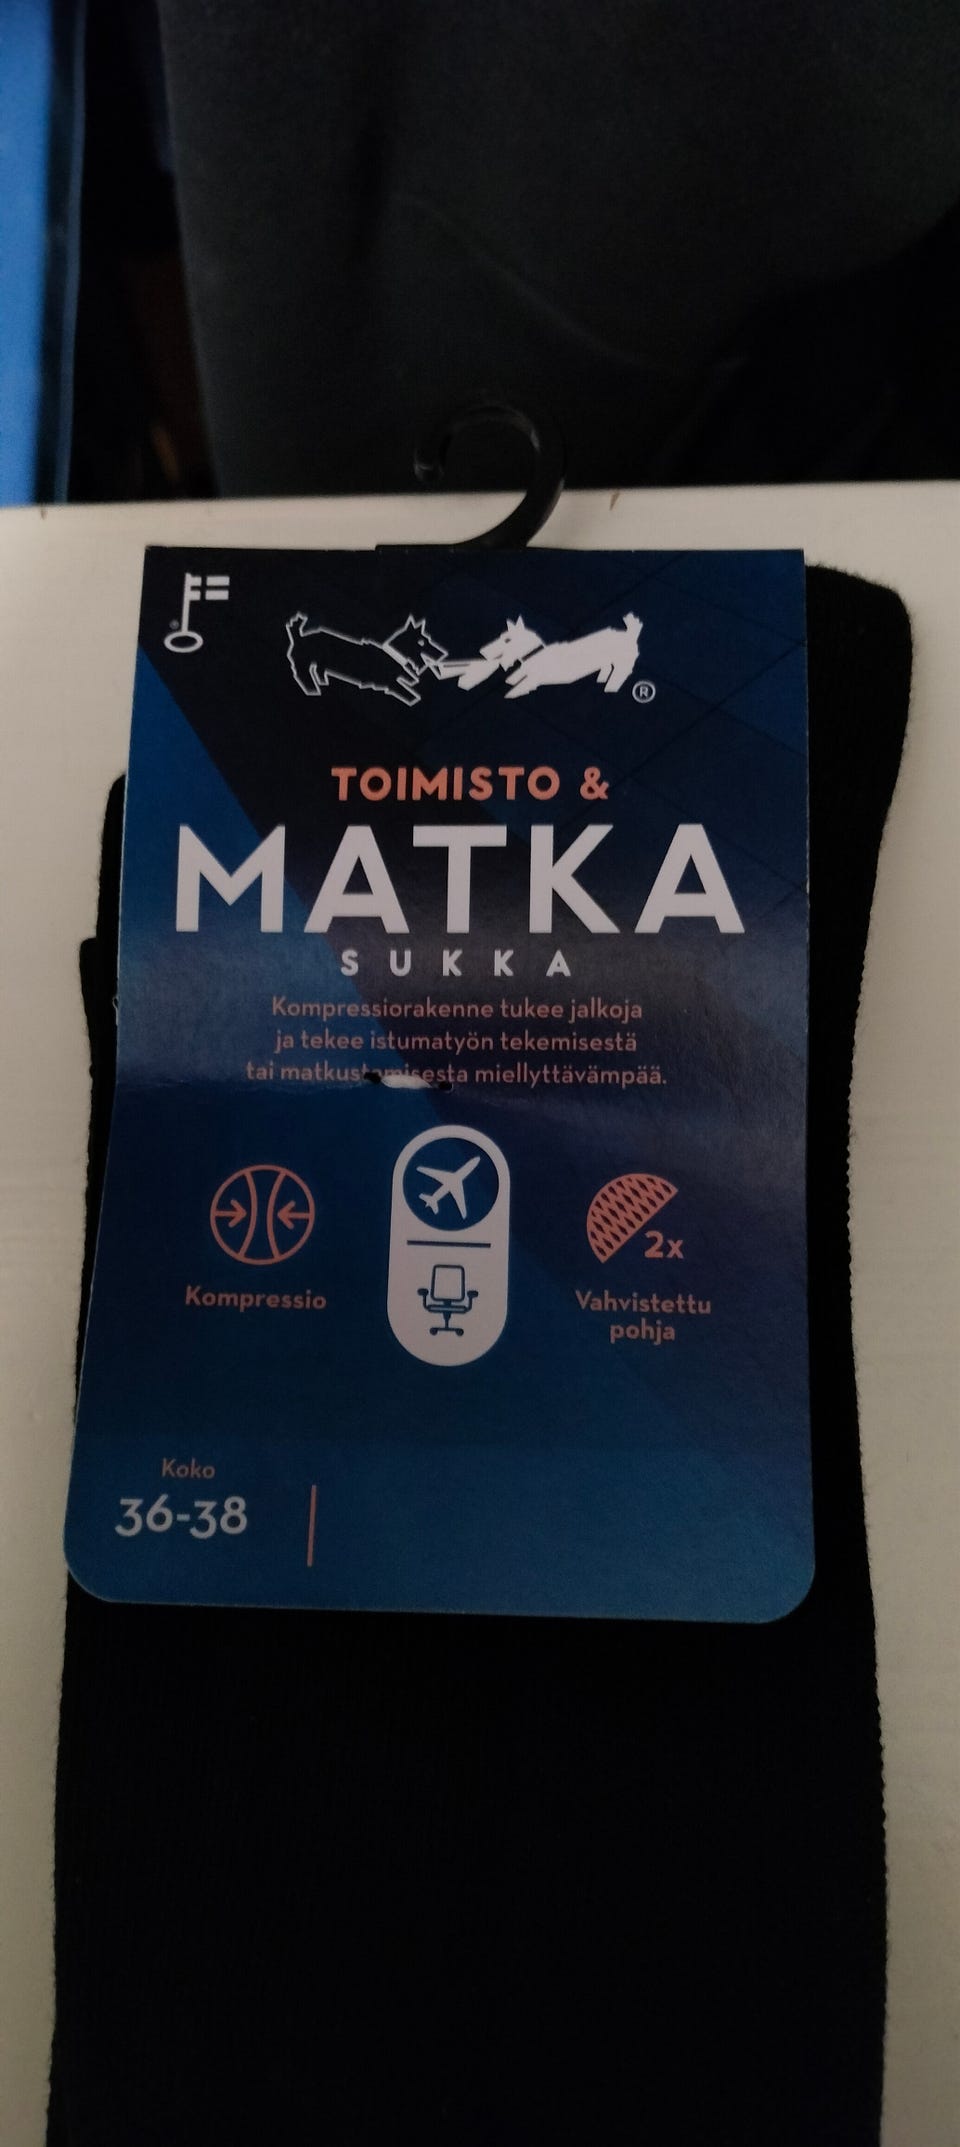 ®
®
TOIMISTO &
MATKA
SUKKA
Kompressiorakenne tukee jalkoja
ja tekee istumatyön tekemisestä
tai matkustamisesta miellyttävämpää.
Kompressio
2x
Vahvistettu
pohja
Koko
36-38